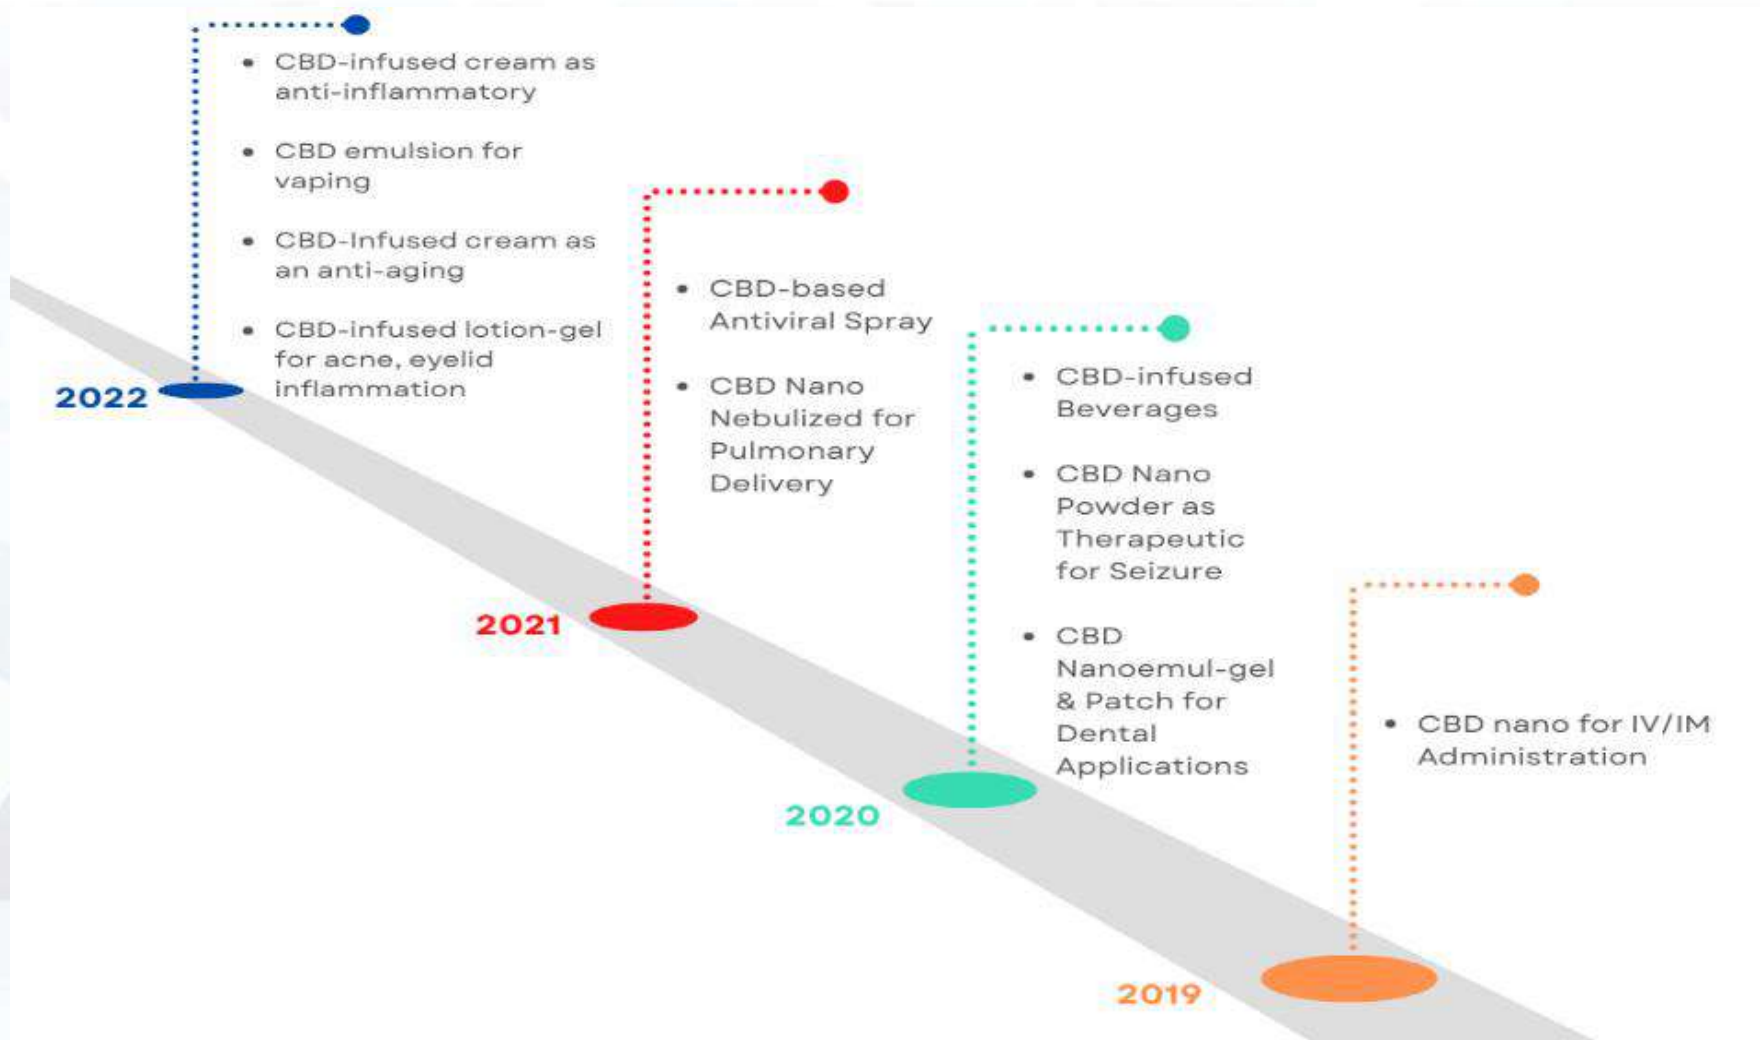 CBD-infused cream as
anti-inflammatory
CBD emulsion for
vaping
CBD-Infused cream as
an anti-aging
CBD-infused lotion-gel
for acne, eyelid
inflammation
2022
CBD-based
Antiviral Spray
CBD Nano
Nebulized for
Pulmonary
Delivery
2021
CBD-infused
Beverages
CBD Nano
Powder as
Therapeutic
for Seizure
CBD
Nanoemul-gel
& Patch for
Dental
Applications
2020
CBD nano for IV/IM
Administration
2019